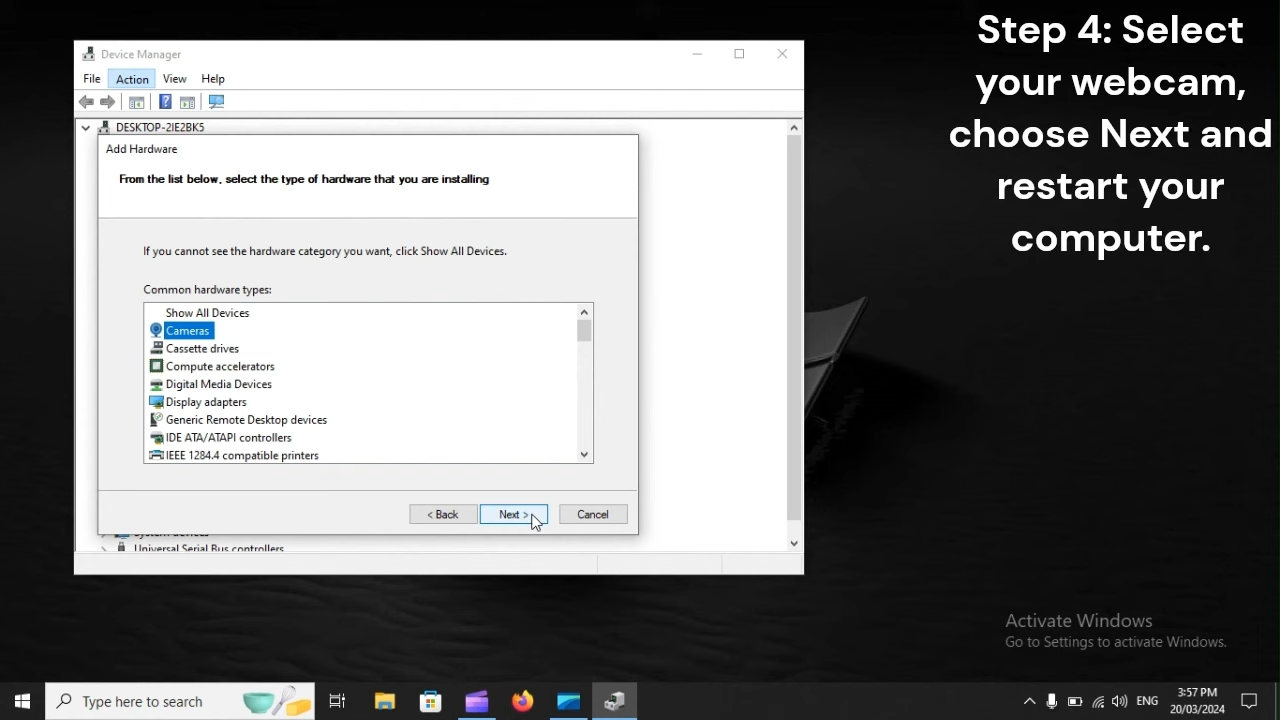 Step 4: Select
your webcam,
choose Next and
restart your
computer.
Device Manager
File Action View Help
DESKTOP-2IE2BK5
Add Hardware
From the list below, select the type of hardware that you are installing
If you cannot see the hardware category you want, click Show All Devices.
Common hardware types:
Show All Devices
Cameras
Cassette drives
Compute accelerators
Digital Media Devices
Display adapters
Generic Remote Desktop devices
IDE ATA/ATAPI controllers
IEEE 1284.4 compatible printers
< Back Next > Cancel
System devices
Universal Serial Bus controllers
Activate Windows
Go to Settings to activate Windows.
Type here to search
ENG
3:57 PM
20/03/2024